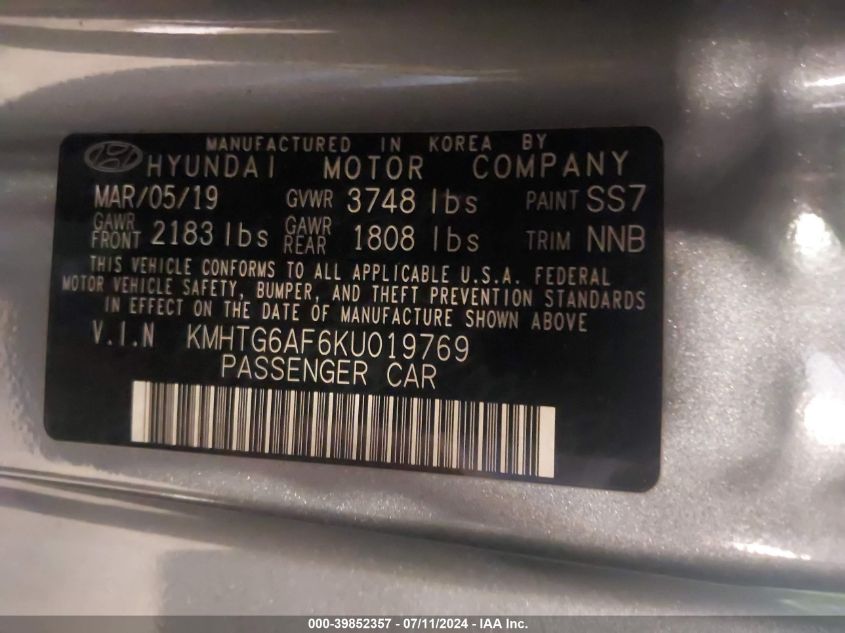 MANUFACTURED IN KOREA BY
HYUNDAI MOTOR COMPANY
MAR/05/19 GVWR 3748 lbs PAINT SS7
GAWR FRONT 2183 lbs GAWR REAR 1808 lbs TRIM NNB
THIS VEHICLE CONFORMS TO ALL APPLICABLE U.S.A. FEDERAL
MOTOR VEHICLE SAFETY, BUMPER, AND THEFT PREVENTION STANDARDS
IN EFFECT ON THE DATE OF MANUFACTURE SHOWN ABOVE
V.I.N KMHTG6AF6KU019769
PASSENGER CAR
000-39852357 - 07/11/2024 - IAA Inc.